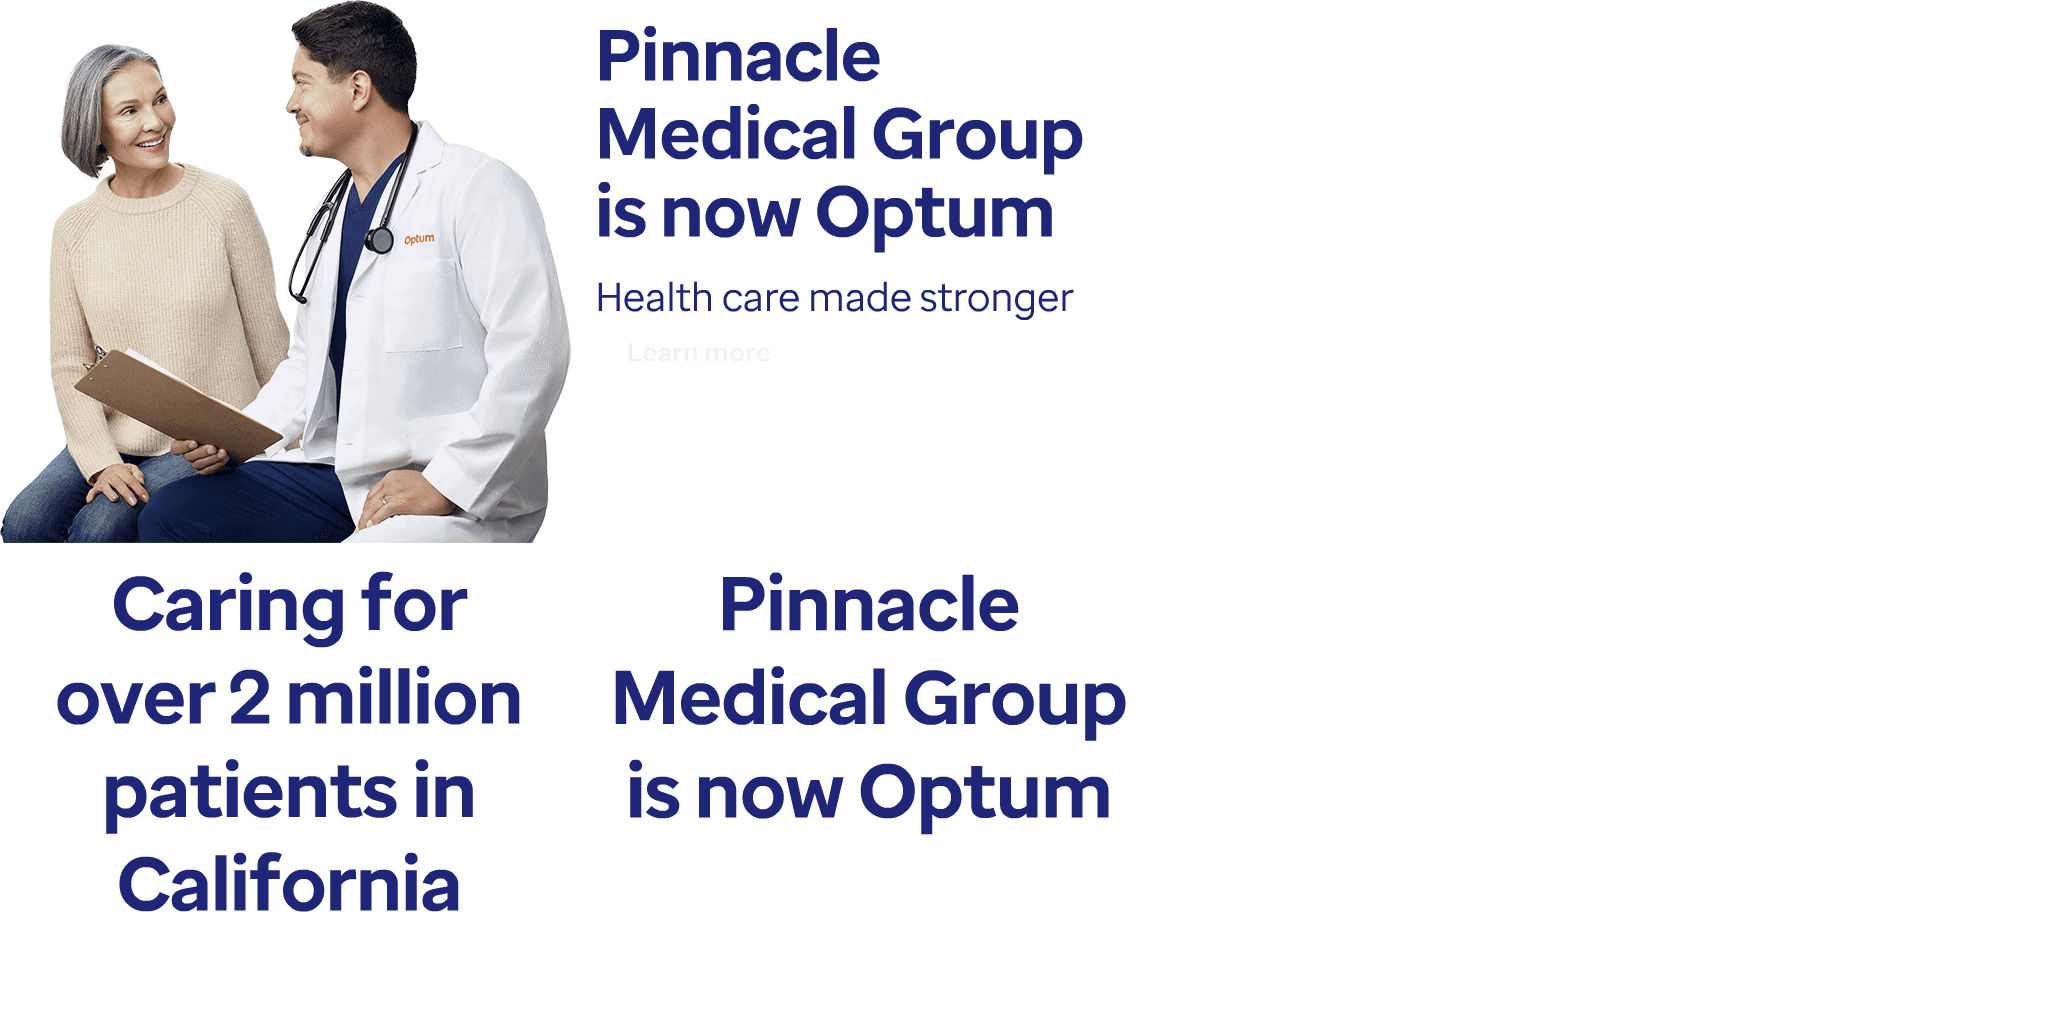 Pinnacle
Medical Group
is now Optum
Health care made stronger
Learn more
Optum
Caring for
over 2 million
patients in
California
Pinnacle
Medical Group
is now Optum